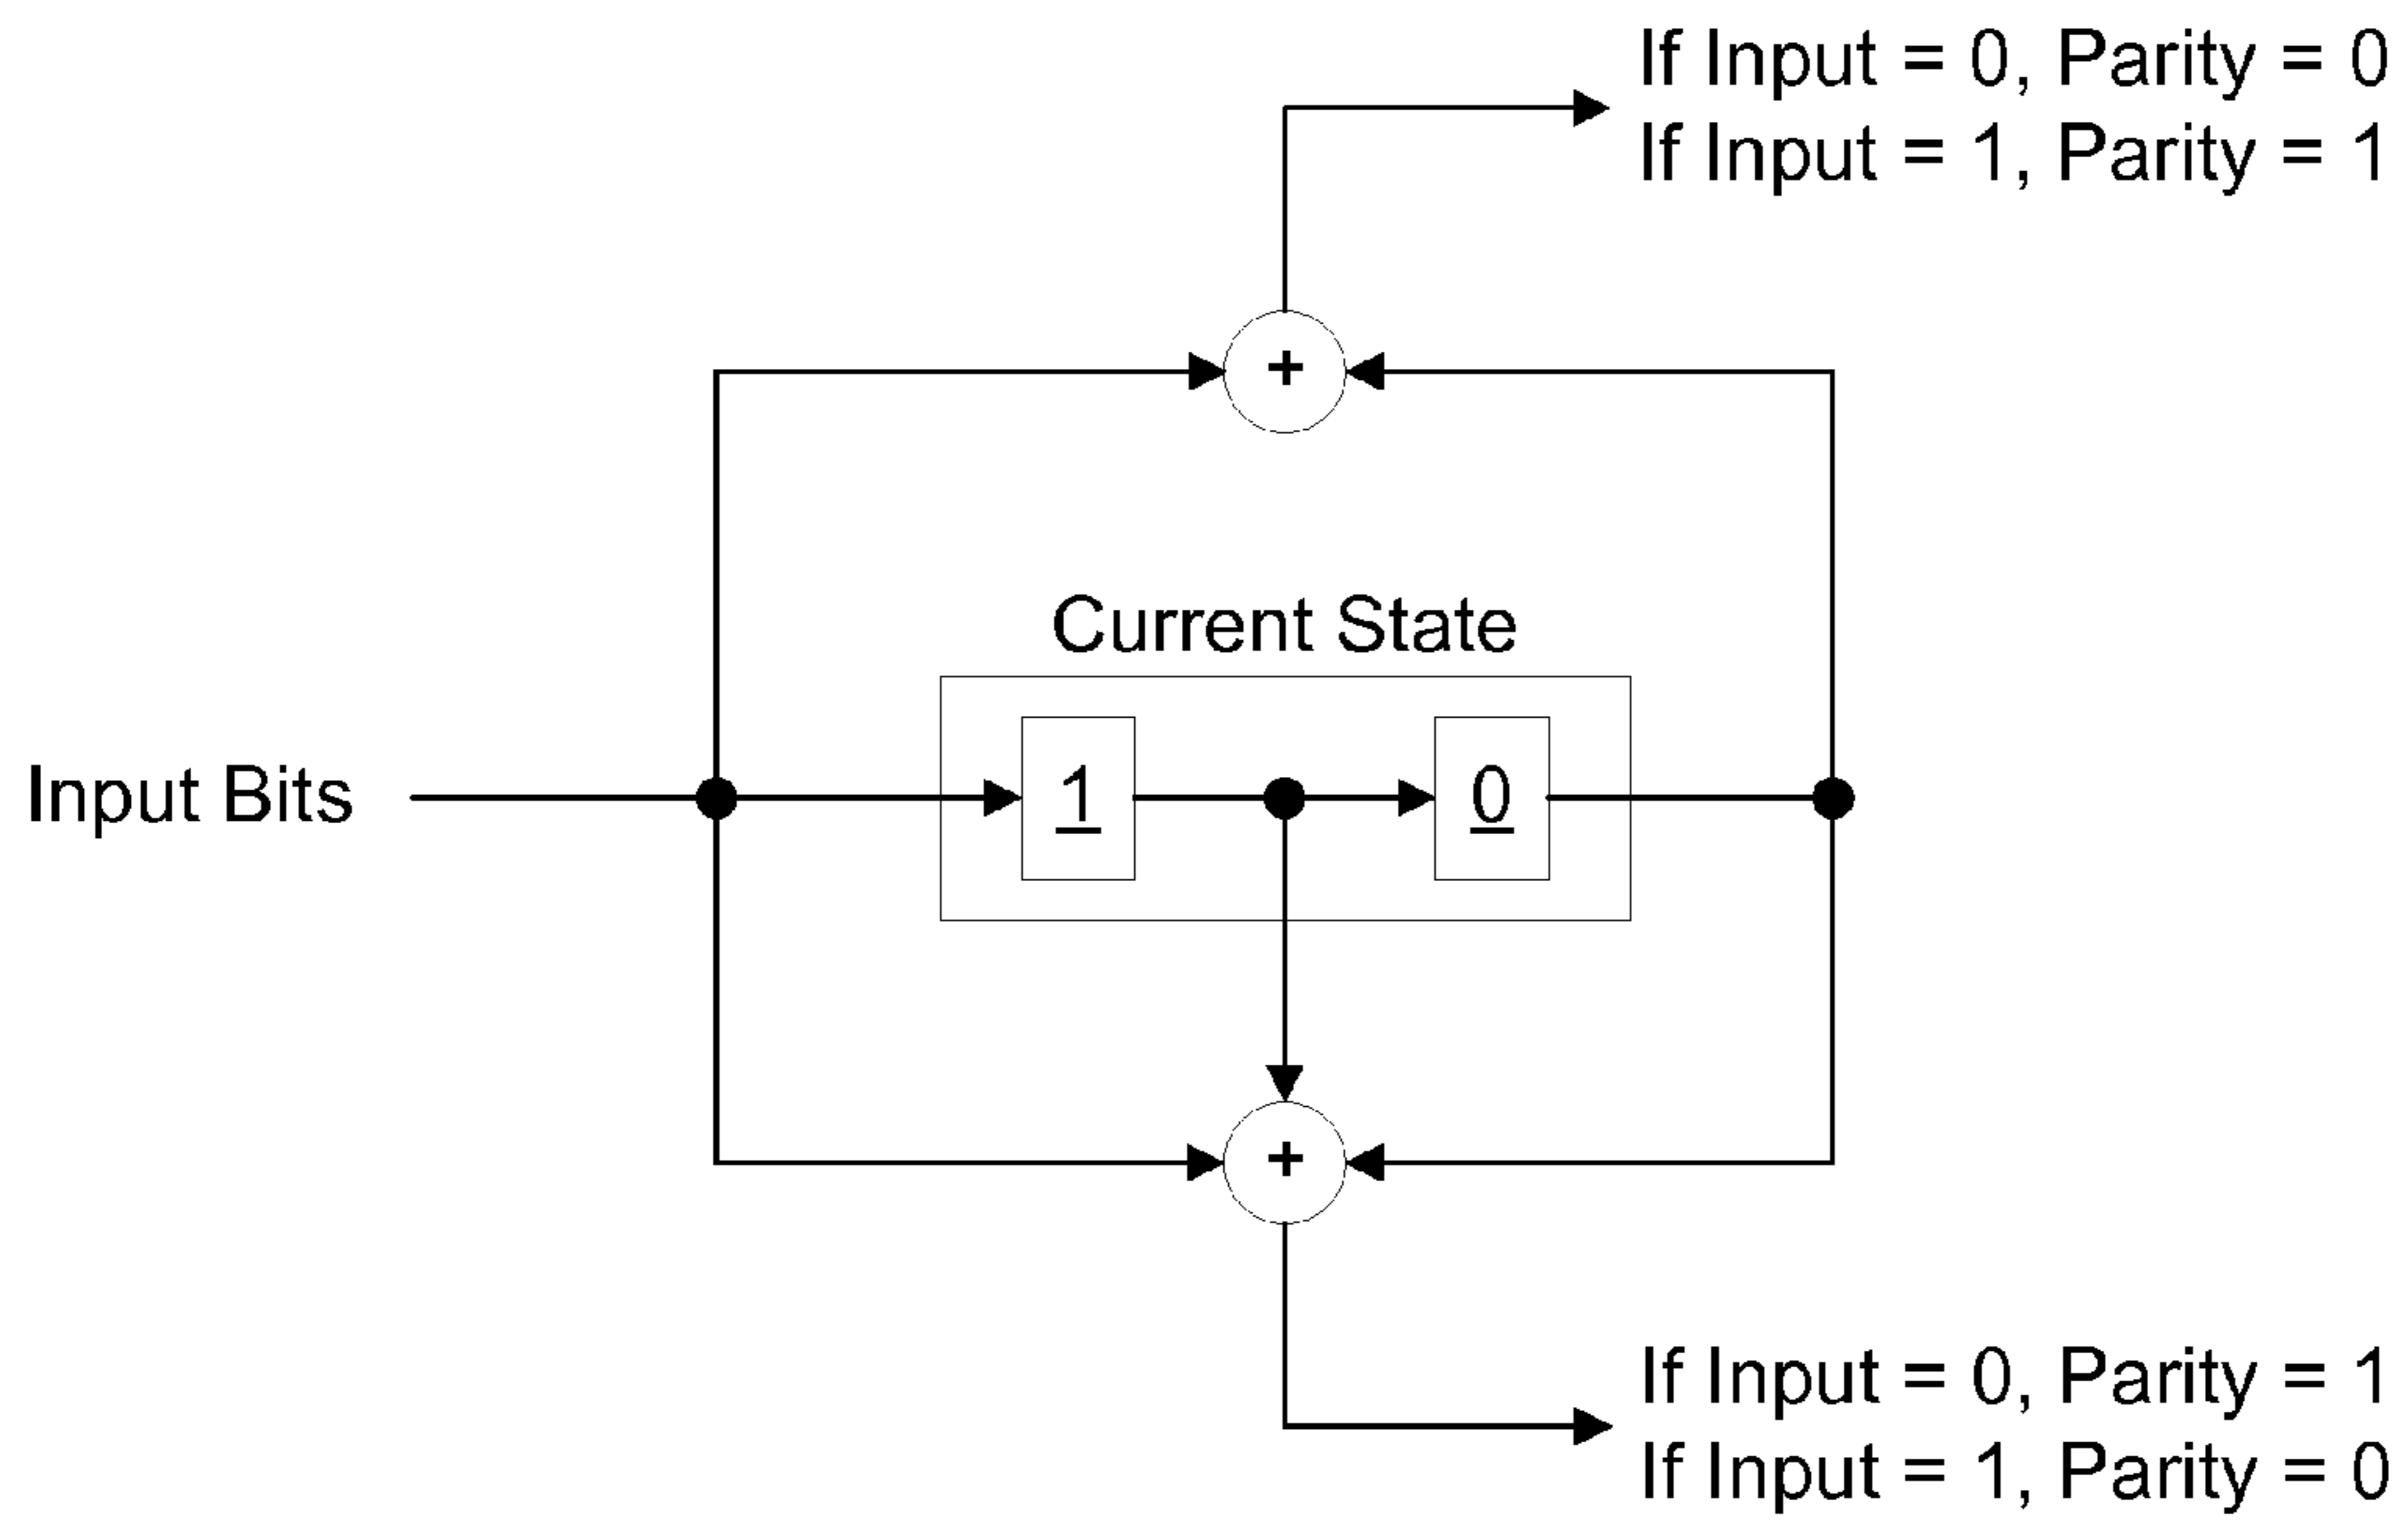 If Input = 0, Parity = 0
If Input = 1, Parity = 1
+
Current State
Input Bits
1
0
+
If Input = 0, Parity = 1
If Input = 1, Parity = 0